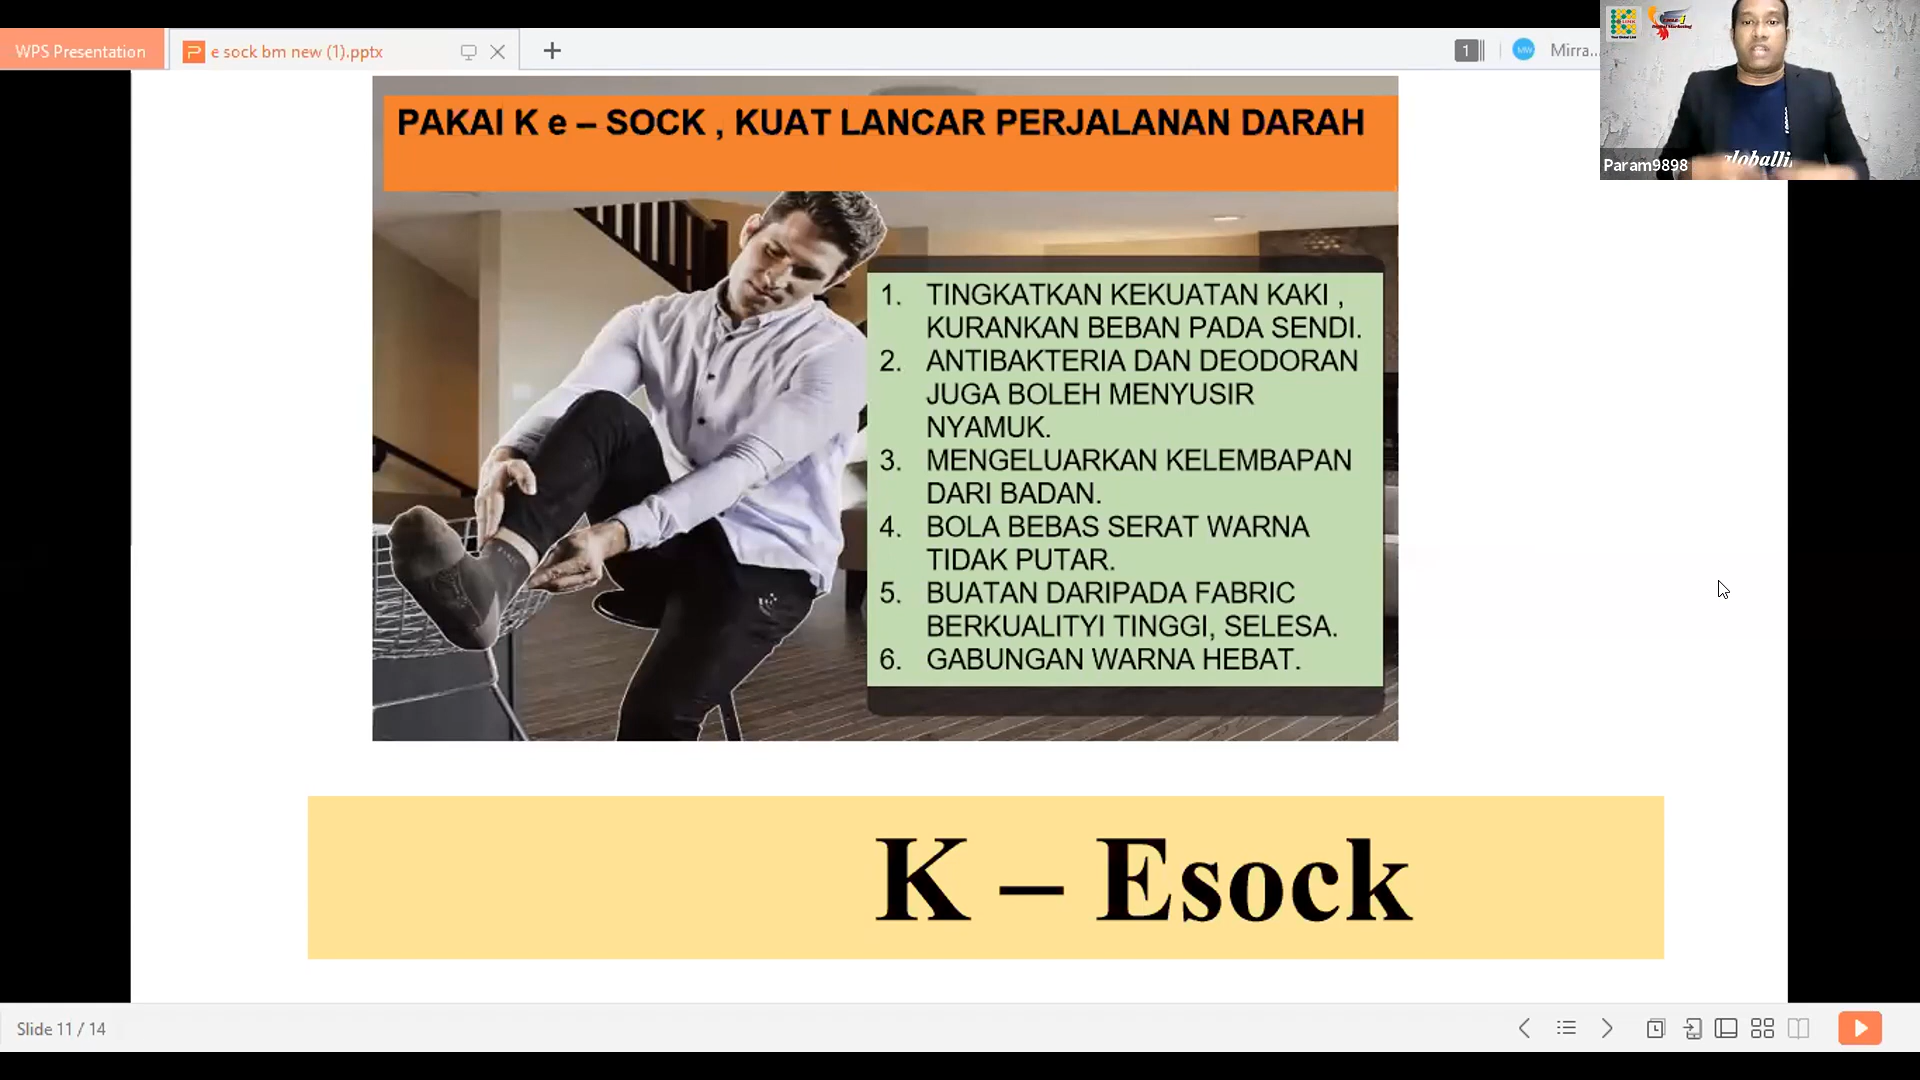 WPS Presentation
e sock bm new (1).pptx
1
MW
Mirra...
Param9898
globalli
PAKAI K e – SOCK , KUAT LANCAR PERJALANAN DARAH
1. TINGKATKAN KEKUATAN KAKI ,
KURANKAN BEBAN PADA SENDI.
2. ANTIBAKTERIA DAN DEODORAN
JUGA BOLEH MENYUSIR
NYAMUK.
3. MENGELUARKAN KELEMBAPAN
DARI BADAN.
4. BOLA BEBAS SERAT WARNA
TIDAK PUTAR.
5. BUATAN DARIPADA FABRIC
BERKUALITYI TINGGI, SELESA.
6. GABUNGAN WARNA HEBAT.
K – Esock
Slide 11 / 14